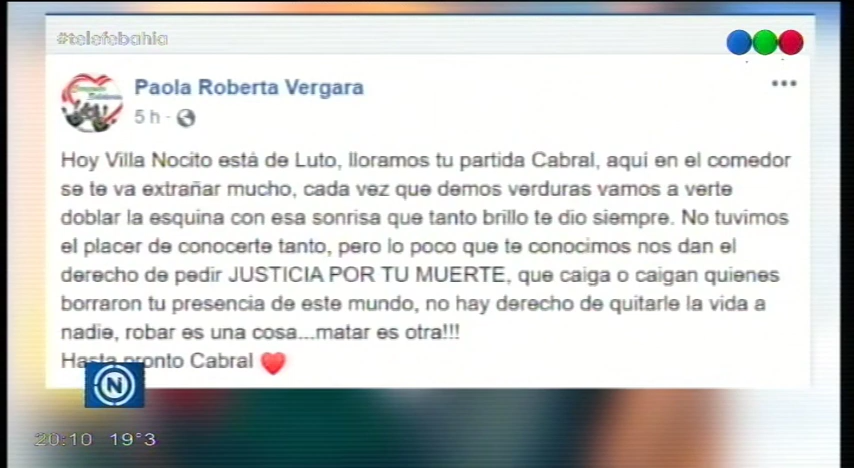 #telefebahia
Paola Roberta Vergara
5 h ·
Hoy Villa Nocito está de Luto, lloramos tu partida Cabral, aquí en el comedor
se te va extrañar mucho, cada vez que demos verduras vamos a verte
doblar la esquina con esa sonrisa que tanto brillo te dio siempre. No tuvimos
el placer de conocerte tanto, pero lo poco que te conocimos nos dan el
derecho de pedir JUSTICIA POR TU MUERTE, que caiga o caigan quienes
borraron tu presencia de este mundo, no hay derecho de quitarle la vida a
nadie, robar es una cosa...matar es otra!!!
Hasta pronto Cabral ❤
N
20:10 19°3